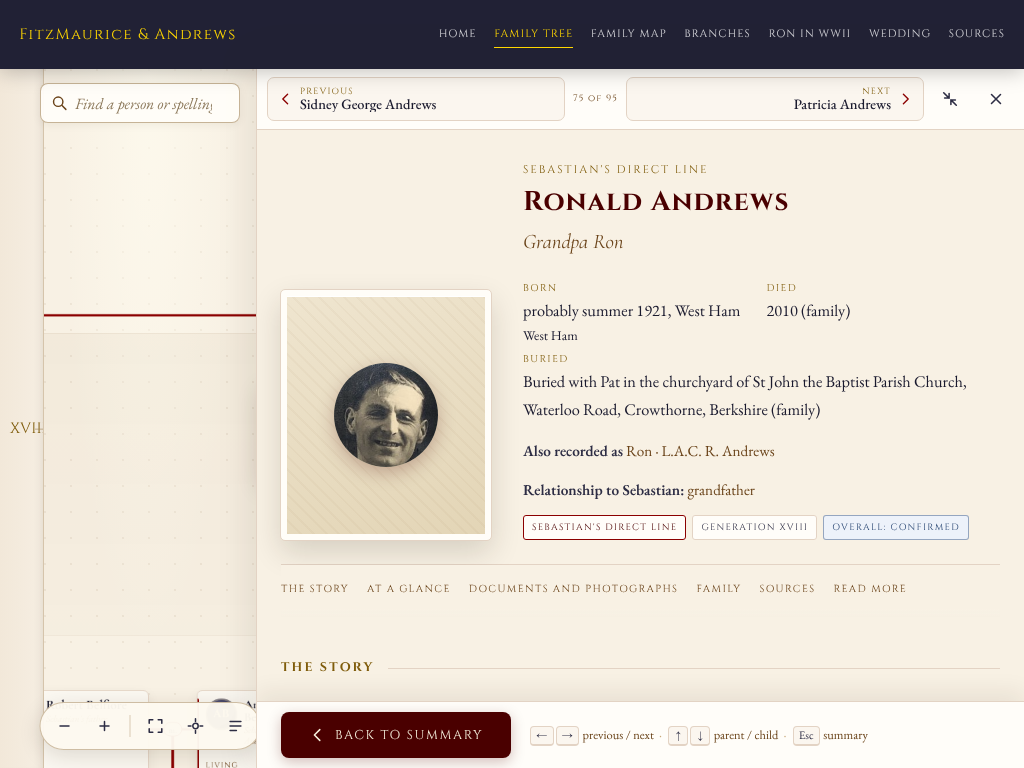 FitzMaurice & Andrews
HOME FAMILY TREE FAMILY MAP BRANCHES RON IN WWII WEDDING SOURCES
Find a person or spelling
PREVIOUS
Sidney George Andrews
75 OF 95
NEXT
Patricia Andrews
SEBASTIAN'S DIRECT LINE
Ronald Andrews
Grandpa Ron
BORN
probably summer 1921, West Ham
West Ham
DIED
2010 (family)
BURIED
Buried with Pat in the churchyard of St John the Baptist Parish Church,
Waterloo Road, Crowthorne, Berkshire (family)
Also recorded as Ron · L.A.C. R. Andrews
Relationship to Sebastian: grandfather
SEBASTIAN'S DIRECT LINE GENERATION XVIII OVERALL: CONFIRMED
XVII
THE STORY AT A GLANCE DOCUMENTS AND PHOTOGRAPHS FAMILY SOURCES READ MORE
THE STORY
LIVING
BACK TO SUMMARY
← → previous / next · ↑ ↓ parent / child · Esc summary